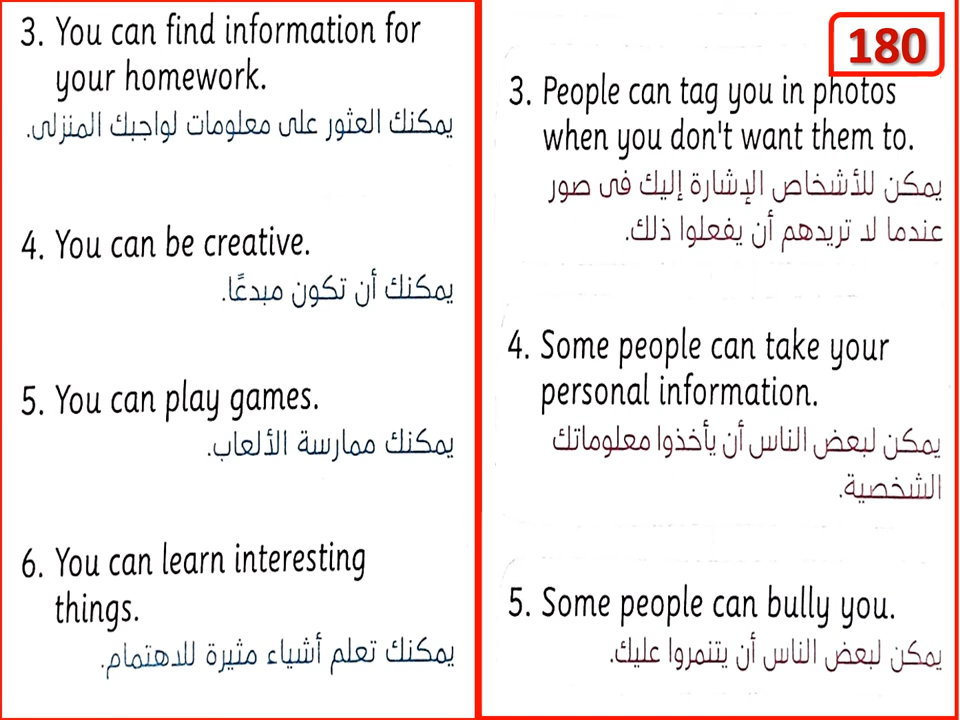 3. You can find information for
your homework.
يمكنك العثور على معلومات لواجبك المنزلى.
4. You can be creative.
يمكنك أن تكون مبدعًا.
5. You can play games.
يمكنك ممارسة الألعاب.
6. You can learn interesting
things.
يمكنك تعلم أشياء مثيرة للاهتمام.
180
3. People can tag you in photos
when you don't want them to.
يمكن للأشخاص الإشارة إليك فى صور
عندما لا تريدهم أن يفعلوا ذلك.
4. Some people can take your
personal information.
يمكن لبعض الناس أن يأخذوا معلوماتك
الشخصية.
5. Some people can bully you.
يمكن لبعض الناس أن يتنمروا عليك.